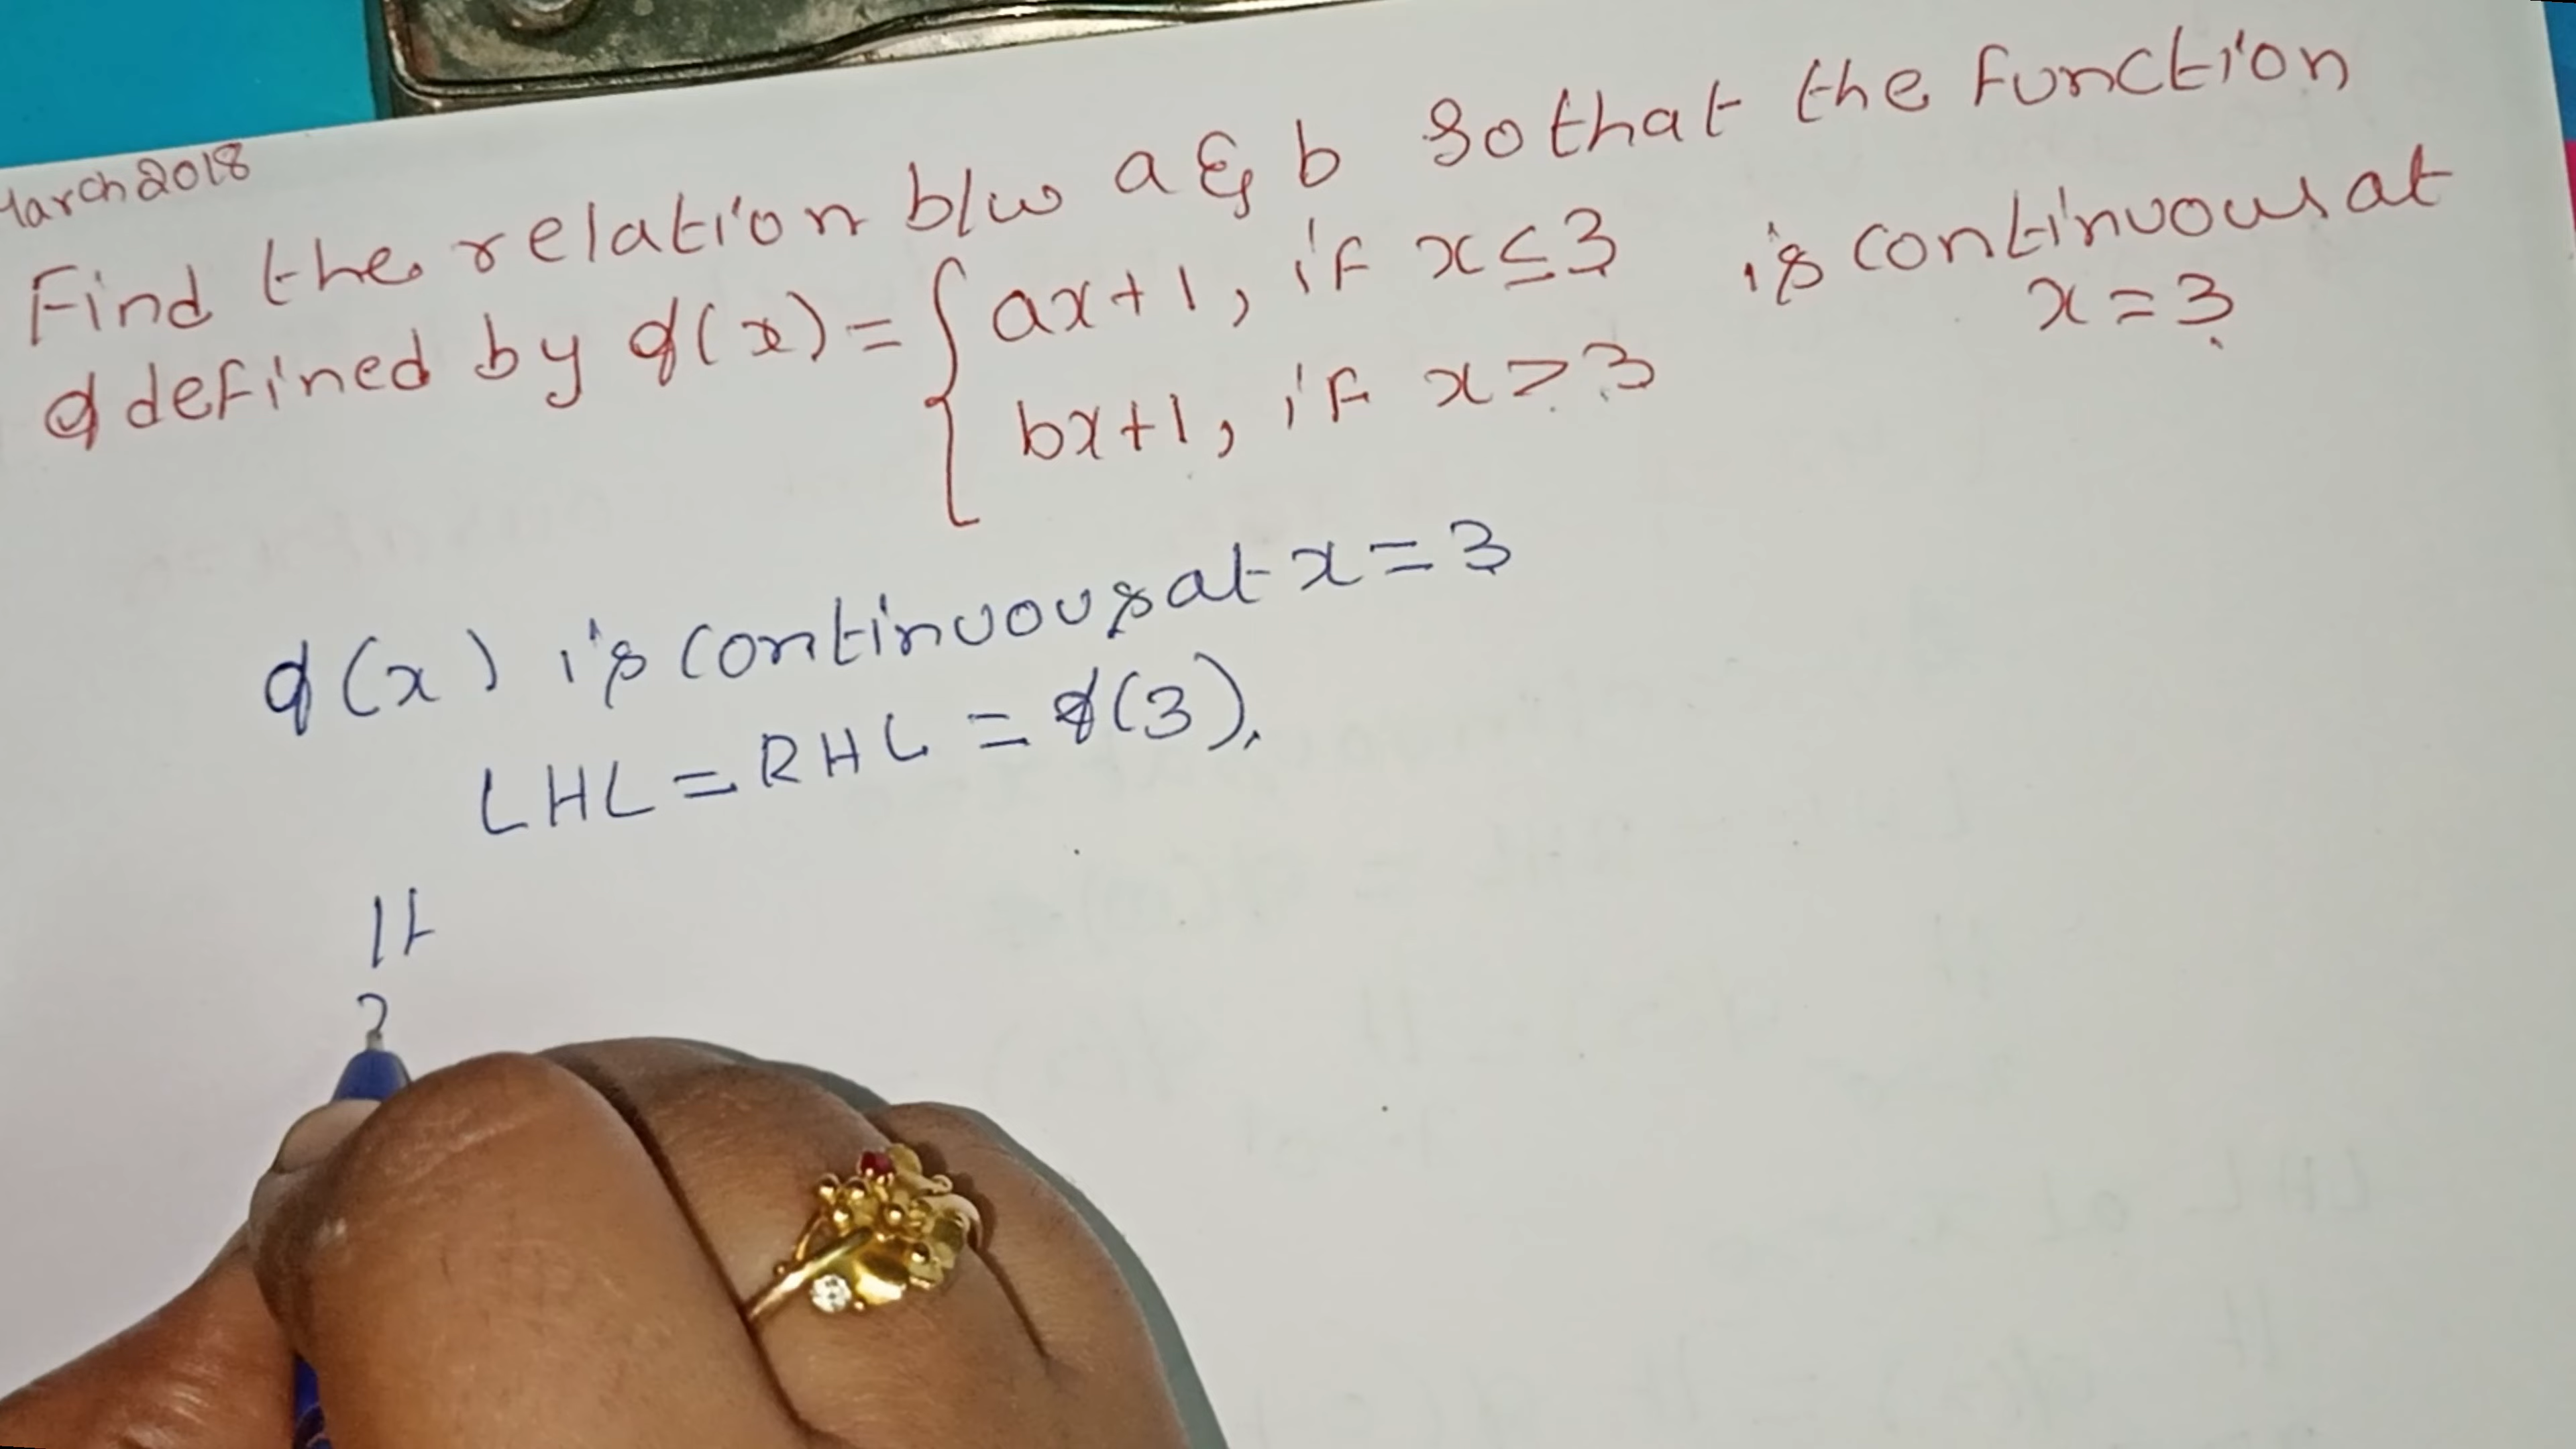 March 2018
Find the relation b/w a & b so that the function
f defined by f(x) = { ax+1, if x ≤ 3 is continuous at
x = 3
bx+1, if x > 3
f(x) is continuous at x = 3
LHL = RHL = f(3).
lt